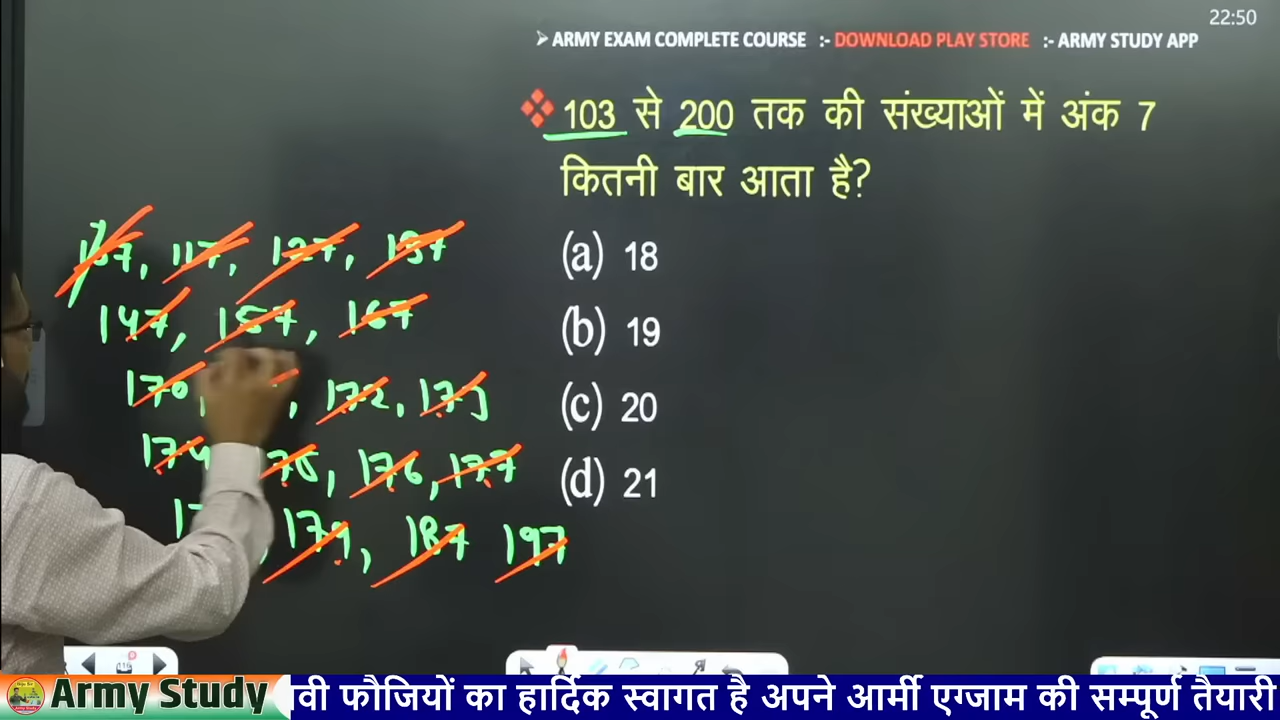 22:50
➢ ARMY EXAM COMPLETE COURSE :- DOWNLOAD PLAY STORE :- ARMY STUDY APP
❖ 103 से 200 तक की संख्याओं में अंक 7
कितनी बार आता है?
(a) 18
(b) 19
(c) 20
(d) 21
107, 117, 127, 137
147, 157, 167
170, 172, 173
174 175, 176, 177
179, 187 197
Army Study वी फौजियों का हार्दिक स्वागत है अपने आर्मी एग्जाम की सम्पूर्ण तैयारी